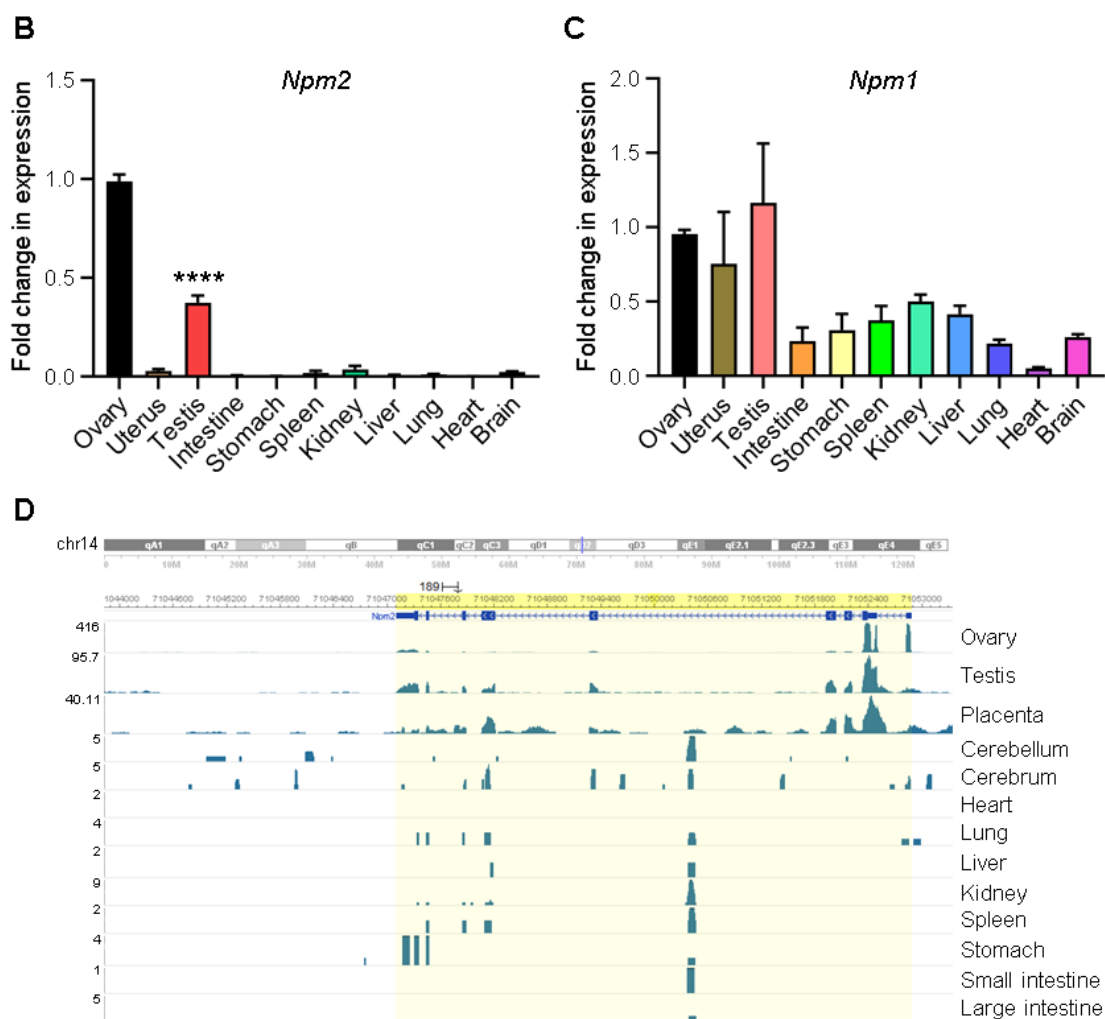 B
Npm2
Fold change in expression
1.5
1.0
0.5
0.0
****
Ovary
Uterus
Testis
Intestine
Stomach
Spleen
Kidney
Liver
Lung
Heart
Brain
C
Npm1
Fold change in expression
2.0
1.5
1.0
0.5
0.0
Ovary
Uterus
Testis
Intestine
Stomach
Spleen
Kidney
Liver
Lung
Heart
Brain
D
chr14 qA1 qA2 qA3 qB qC1 qC2 qC3 qD1 qD2 qD3 qE1 qE2.1 qE2.3 qE3 qE4 qE5
0 10M 20M 30M 40M 50M 60M 70M 80M 90M 100M 110M 120M
189
71044000 71044600 71045200 71045800 71046400 71047000 71047600 71048200 71048800 71049400 71050000 71050600 71051200 71051800 71052400 71053000
Npm2
416 Ovary
95.7 Testis
40.11 Placenta
5 Cerebellum
5 Cerebrum
2 Heart
4 Lung
2 Liver
9 Kidney
2 Spleen
4 Stomach
1 Small intestine
5 Large intestine